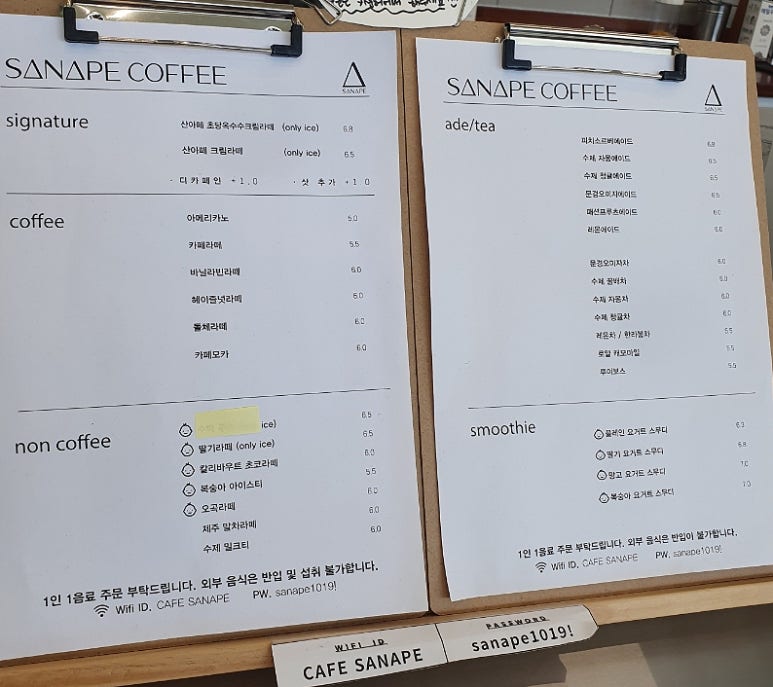 SANAPE COFFEE
SANAPE
signature
산아페 초당옥수수크림라떼 (only ice) 6.8
산아페 크림라떼 (only ice) 6.5
· 디카페인 +1.0 · 샷 추가 +1.0
coffee
아메리카노 5.0
카페라떼 5.5
바닐라빈라떼 6.0
헤이즐넛라떼 6.0
돌체라떼 6.0
카페모카 6.0
non coffee
ice) 6.5
딸기라떼 (only ice) 6.5
칼리바우트 초코라떼 6.0
복숭아 아이스티 5.5
오곡라떼 6.0
제주 말차라떼 6.0
수제 밀크티 6.0
1인 1음료 주문 부탁드립니다. 외부 음식은 반입 및 섭취 불가합니다.
Wifi ID. CAFE SANAPE PW. sanape1019!
SANAPE COFFEE
SANAPE
ade/tea
피치소르베에이드 6.8
수제 자몽에이드 6.5
수제 청귤에이드 6.5
문경오미자에이드 6.5
패션프루츠에이드 6.0
레몬에이드 6.0
문경오미자차 6.0
수제 꿀배차 6.0
수제 자몽차 6.0
수제 청귤차 6.0
레몬차 / 한라봉차 5.5
로얄 캐모마일 5.5
루이보스 5.5
smoothie
플레인 요거트 스무디 6.3
딸기 요거트 스무디 6.8
망고 요거트 스무디 7.0
복숭아 요거트 스무디 7.0
1인 1음료 주문 부탁드립니다. 외부 음식은 반입이 불가합니다.
Wifi ID. CAFE SANAPE PW. sanape1019!
WIFI ID
CAFE SANAPE
PASSWORD
sanape1019!